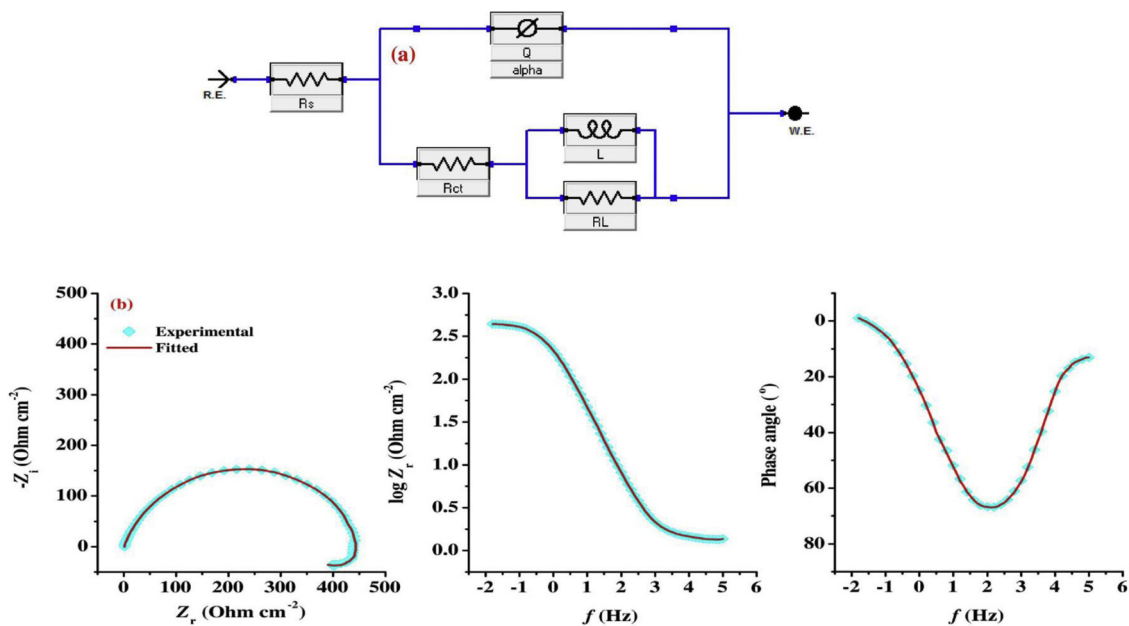 (a)
Q
alpha
R.E.
Rs
W.E.
L
Rct
RL
(b)
Experimental
Fitted
-Zi (Ohm cm-2)
500
400
300
200
100
0
0 100 200 300 400 500
Zr (Ohm cm-2)
log Zr (Ohm cm-2)
3.0
2.5
2.0
1.5
1.0
0.5
0.0
-2 -1 0 1 2 3 4 5 6
f (Hz)
Phase angle (°)
0
20
40
60
80
-2 -1 0 1 2 3 4 5 6
f (Hz)